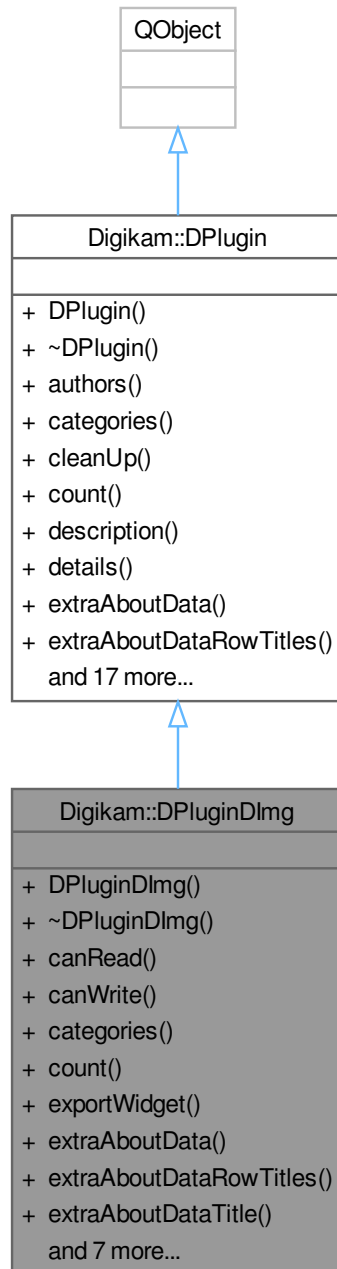 QObject
Digikam::DPlugin
+ DPlugin()
+ ~DPlugin()
+ authors()
+ categories()
+ cleanUp()
+ count()
+ description()
+ details()
+ extraAboutData()
+ extraAboutDataRowTitles()
and 17 more...
Digikam::DPluginDImg
+ DPluginDImg()
+ ~DPluginDImg()
+ canRead()
+ canWrite()
+ categories()
+ count()
+ exportWidget()
+ extraAboutData()
+ extraAboutDataRowTitles()
+ extraAboutDataTitle()
and 7 more...